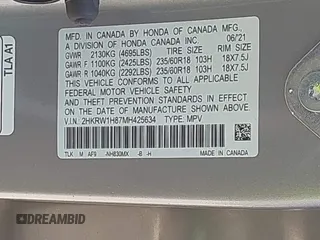 TLA A1
MFD. IN CANADA BY HONDA OF CANADA MFG.,
A DIVISION OF HONDA CANADA INC. 06/21
GVWR 2130KG (4695LBS) TIRE SIZE RIM SIZE
GAWR F 1100KG (2425LBS) 235/60R18 103H 18X7.5J
GAWR R 1040KG (2292LBS) 235/60R18 103H 18X7.5J
THIS VEHICLE CONFORMS TO ALL APPLICABLE
FEDERAL MOTOR VEHICLE SAFETY
STANDARDS IN EFFECT ON THE
DATE OF MANUFACTURE SHOWN ABOVE.
V.I.N: 2HKRW1H87MH425634 TYPE: MPV
TLK M AF9 -NH830MX -B -H MADE IN CANADA
DREAMBID